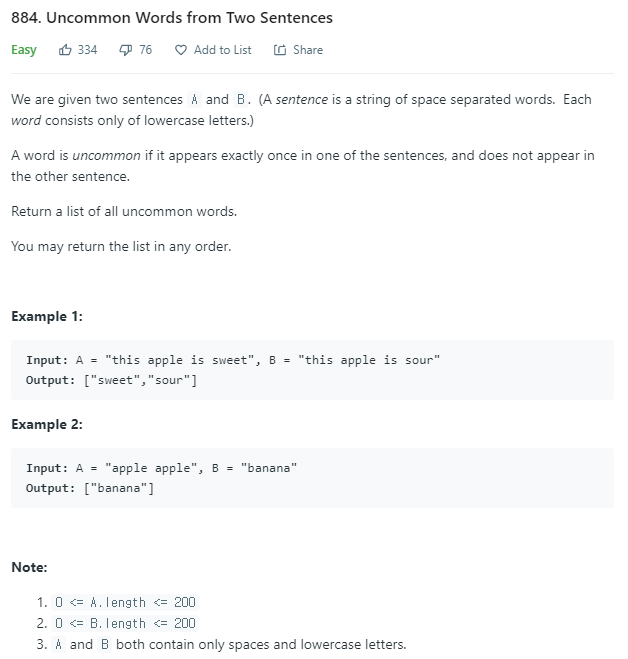 884. Uncommon Words from Two Sentences
Easy 334 76 Add to List Share
We are given two sentences A and B. (A sentence is a string of space separated words. Each
word consists only of lowercase letters.)
A word is uncommon if it appears exactly once in one of the sentences, and does not appear in
the other sentence.
Return a list of all uncommon words.
You may return the list in any order.
Example 1:
Input: A = "this apple is sweet", B = "this apple is sour"
Output: ["sweet","sour"]
Example 2:
Input: A = "apple apple", B = "banana"
Output: ["banana"]
Note:
1. 0 <= A.length <= 200
2. 0 <= B.length <= 200
3. A and B both contain only spaces and lowercase letters.